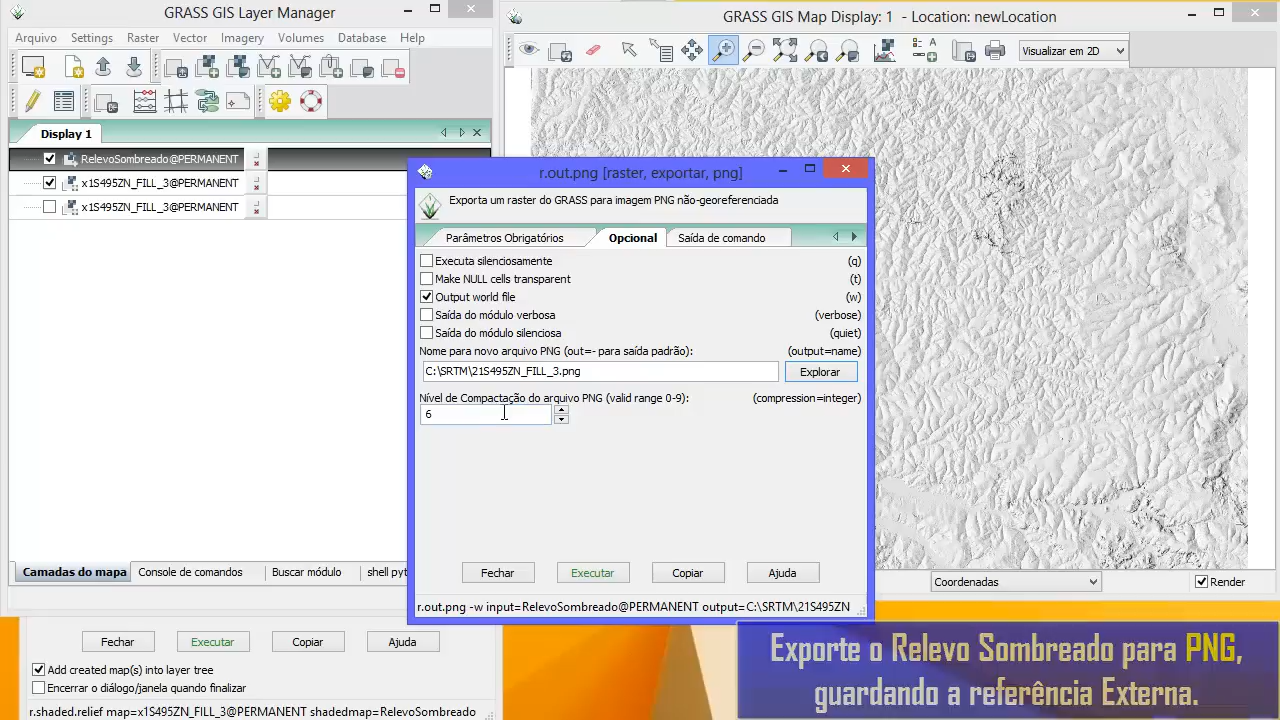 GRASS GIS Layer Manager
Arquivo Settings Raster Vector Imagery Volumes Database Help
Display 1
RelevoSombreado@PERMANENT
x1S495ZN_FILL_3@PERMANENT
x1S495ZN_FILL_3@PERMANENT
Camadas do mapa Console de comandos Buscar módulo shell pyt
Fechar Executar Copiar Ajuda
Add created map(s) into layer tree
Encerrar o diálogo/janela quando finalizar
r.shaded.relief map=x1S495ZN_FILL_3@PERMANENT shadedmap=RelevoSombreado
GRASS GIS Map Display: 1 - Location: newLocation
Visualizar em 2D
Coordenadas
Render
r.out.png [raster, exportar, png]
Exporta um raster do GRASS para imagem PNG não-georeferenciada
Parâmetros Obrigatórios Opcional Saída de comando
Executa silenciosamente (q)
Make NULL cells transparent (t)
Output world file (w)
Saída do módulo verbosa (verbose)
Saída do módulo silenciosa (quiet)
Nome para novo arquivo PNG (out=- para saída padrão): (output=name)
C:\SRTM\21S495ZN_FILL_3.png Explorar
Nível de Compactação do arquivo PNG (valid range 0-9): (compression=integer)
6
Fechar Executar Copiar Ajuda
r.out.png -w input=RelevoSombreado@PERMANENT output=C:\SRTM\21S495ZN
Exporte o Relevo Sombreado para PNG,
guardando a referência Externa.